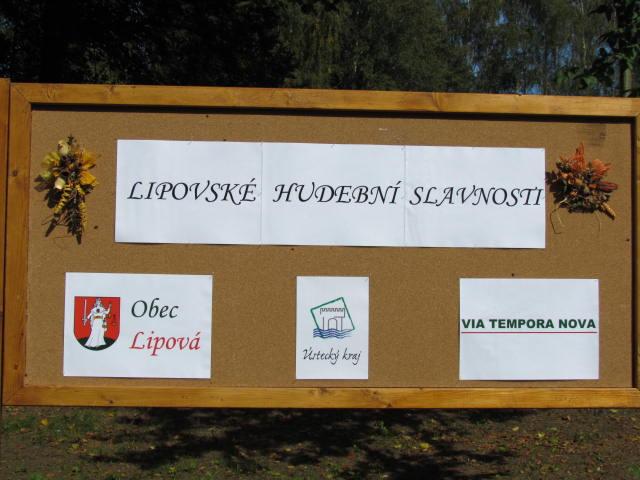 LIPOVSKÉ HUDEBNÍ SLAVNOSTI
Obec
Lipová
Ústecký kraj
VIA TEMPORA NOVA